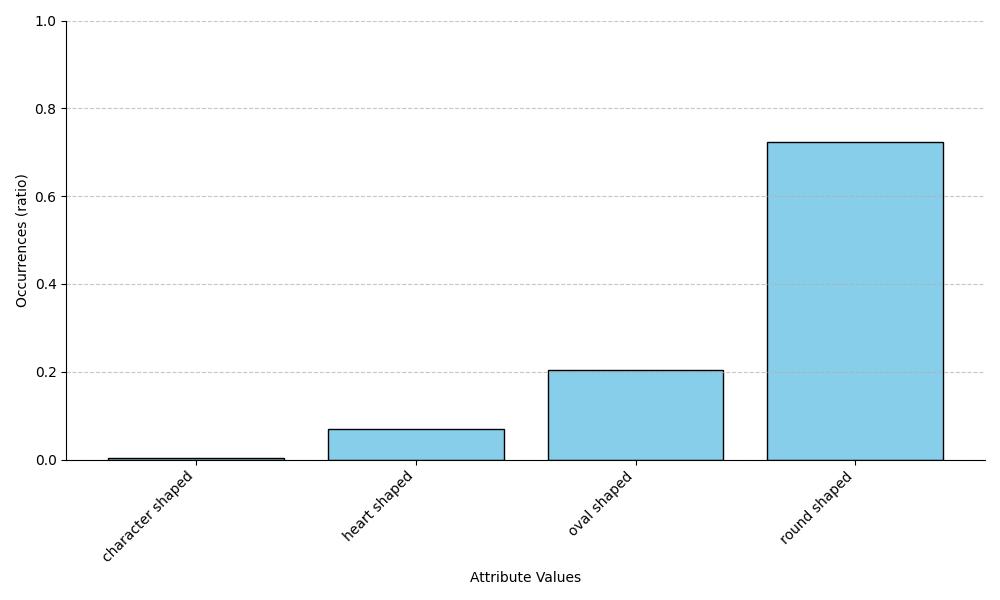 1.0
0.8
0.6
0.4
0.2
0.0
Occurrences (ratio)
character shaped
heart shaped
oval shaped
round shaped
Attribute Values